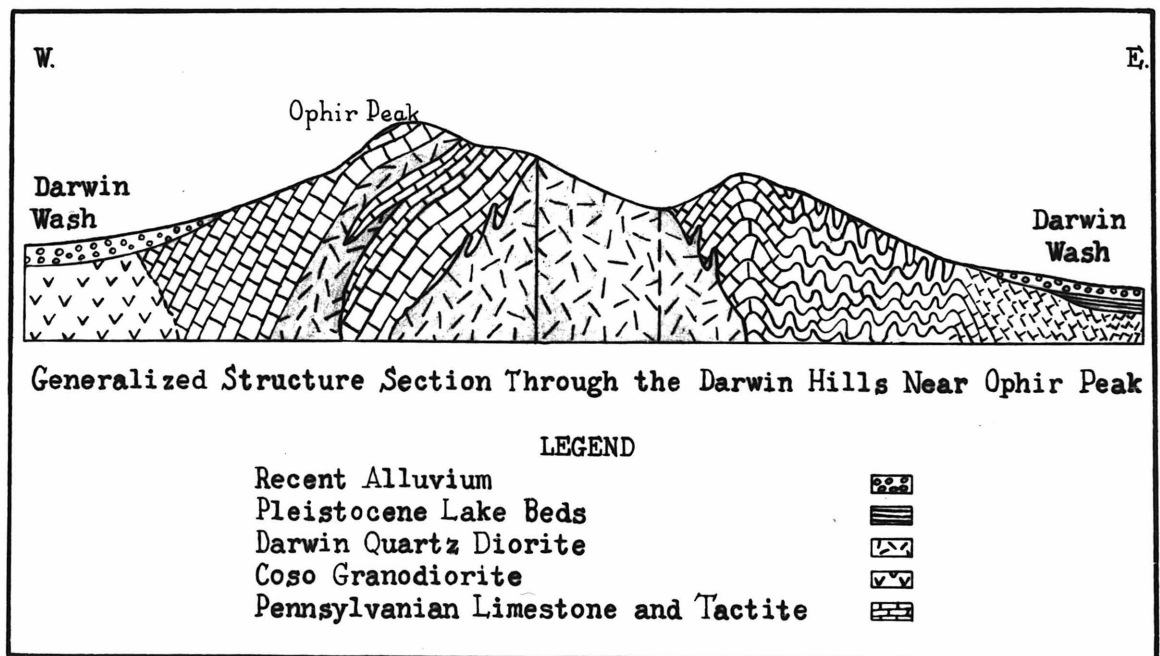 W.
E.
Ophir Peak
Darwin
Wash
Darwin
Wash
Generalized Structure Section Through the Darwin Hills Near Ophir Peak
LEGEND
Recent Alluvium
Pleistocene Lake Beds
Darwin Quartz Diorite
Coso Granodiorite
Pennsylvanian Limestone and Tactite